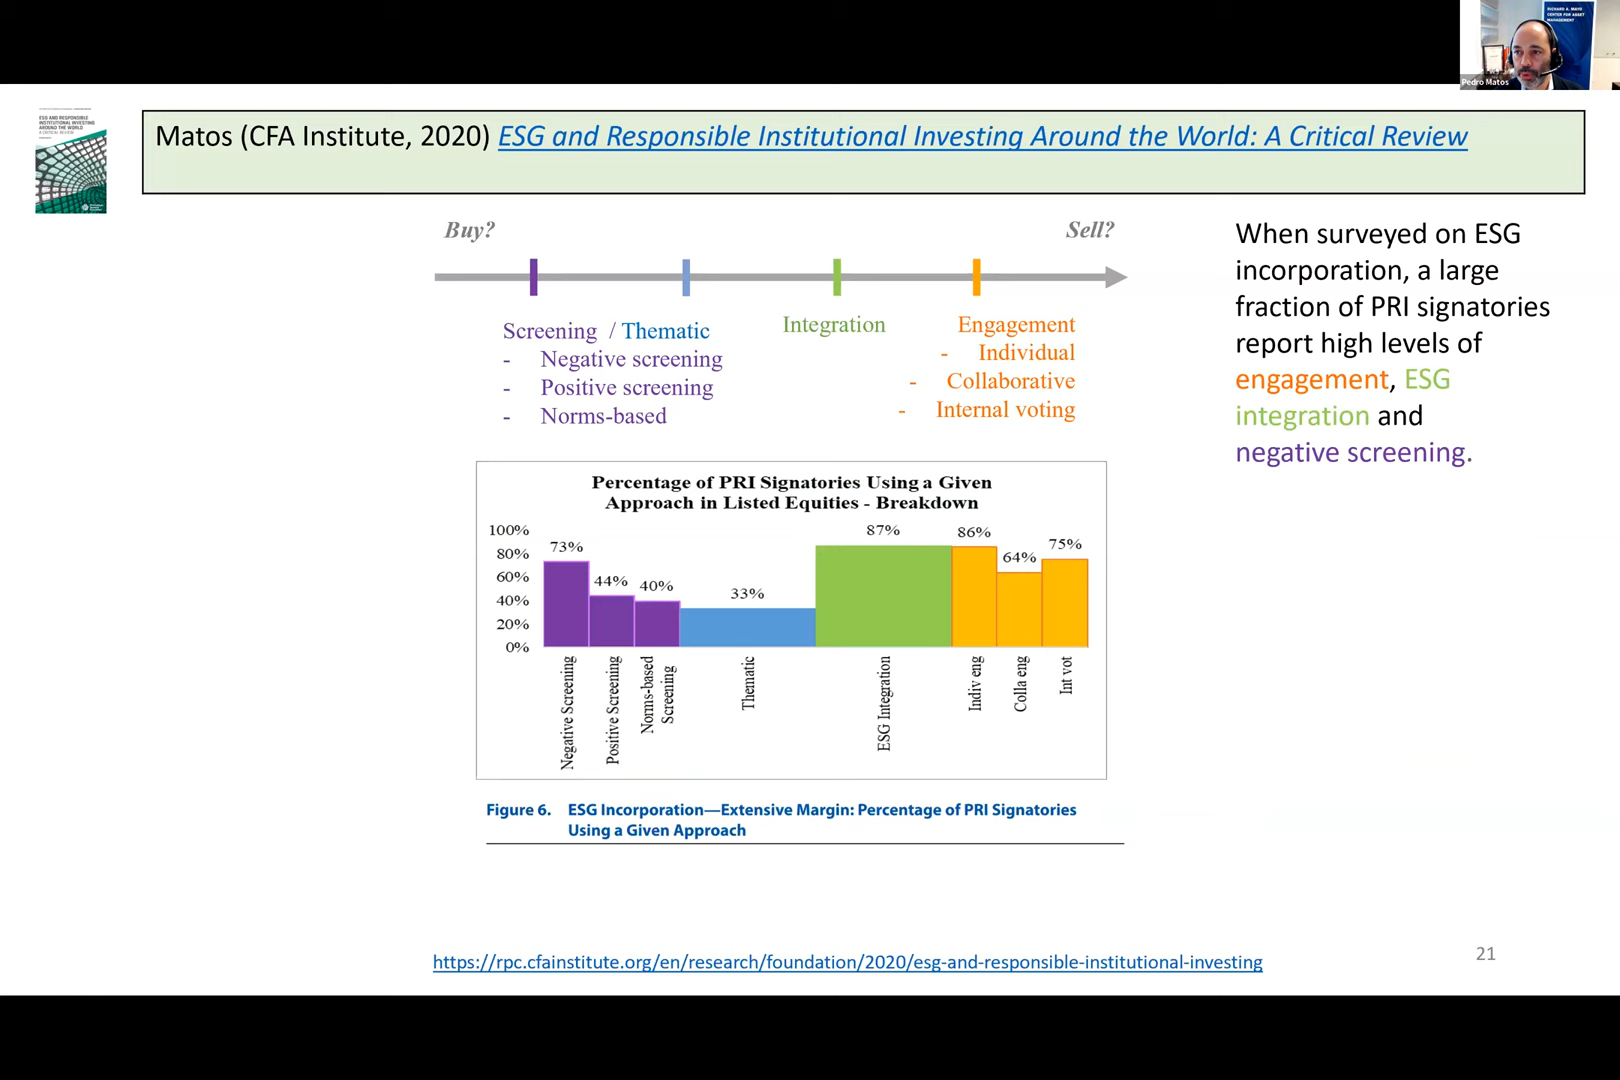 RICHARD A. MAYO
CENTER FOR ASSET
MANAGEMENT
Pedro Matos
ESG AND RESPONSIBLE
INSTITUTIONAL INVESTING
AROUND THE WORLD
A CRITICAL REVIEW
Matos (CFA Institute, 2020) ESG and Responsible Institutional Investing Around the World: A Critical Review
Buy?
Sell?
Screening / Thematic
- Negative screening
- Positive screening
- Norms-based
Integration
Engagement
- Individual
- Collaborative
- Internal voting
When surveyed on ESG
incorporation, a large
fraction of PRI signatories
report high levels of
engagement, ESG
integration and
negative screening.
Percentage of PRI Signatories Using a Given
Approach in Listed Equities - Breakdown
100%
80%
60%
40%
20%
0%
73%
44%
40%
33%
87%
86%
64%
75%
Negative Screening
Positive Screening
Norms-based
Screening
Thematic
ESG Integration
Indiv eng
Colla eng
Int vot
Figure 6. ESG Incorporation—Extensive Margin: Percentage of PRI Signatories
Using a Given Approach
https://rpc.cfainstitute.org/en/research/foundation/2020/esg-and-responsible-institutional-investing
21